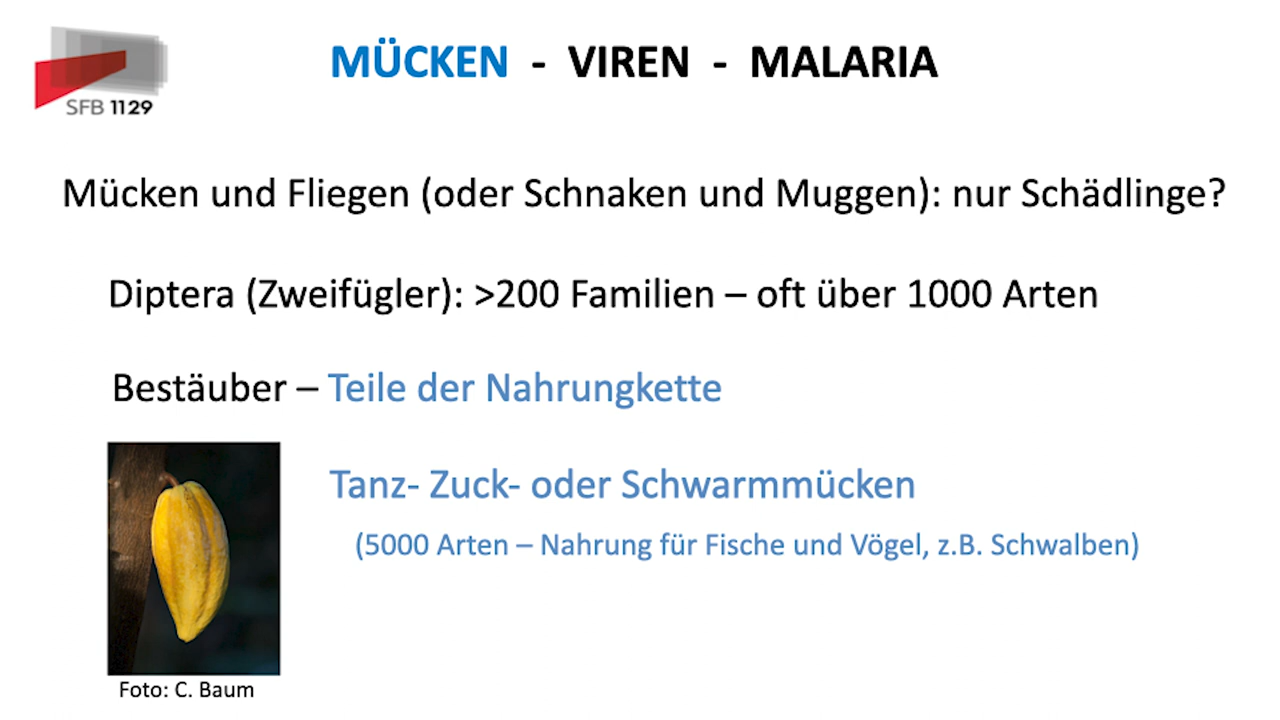 SFB 1129
MÜCKEN - VIREN - MALARIA
Mücken und Fliegen (oder Schnaken und Muggen): nur Schädlinge?
Diptera (Zweifügler): >200 Familien – oft über 1000 Arten
Bestäuber – Teile der Nahrungkette
Tanz- Zuck- oder Schwarmmücken
(5000 Arten – Nahrung für Fische und Vögel, z.B. Schwalben)
Foto: C. Baum